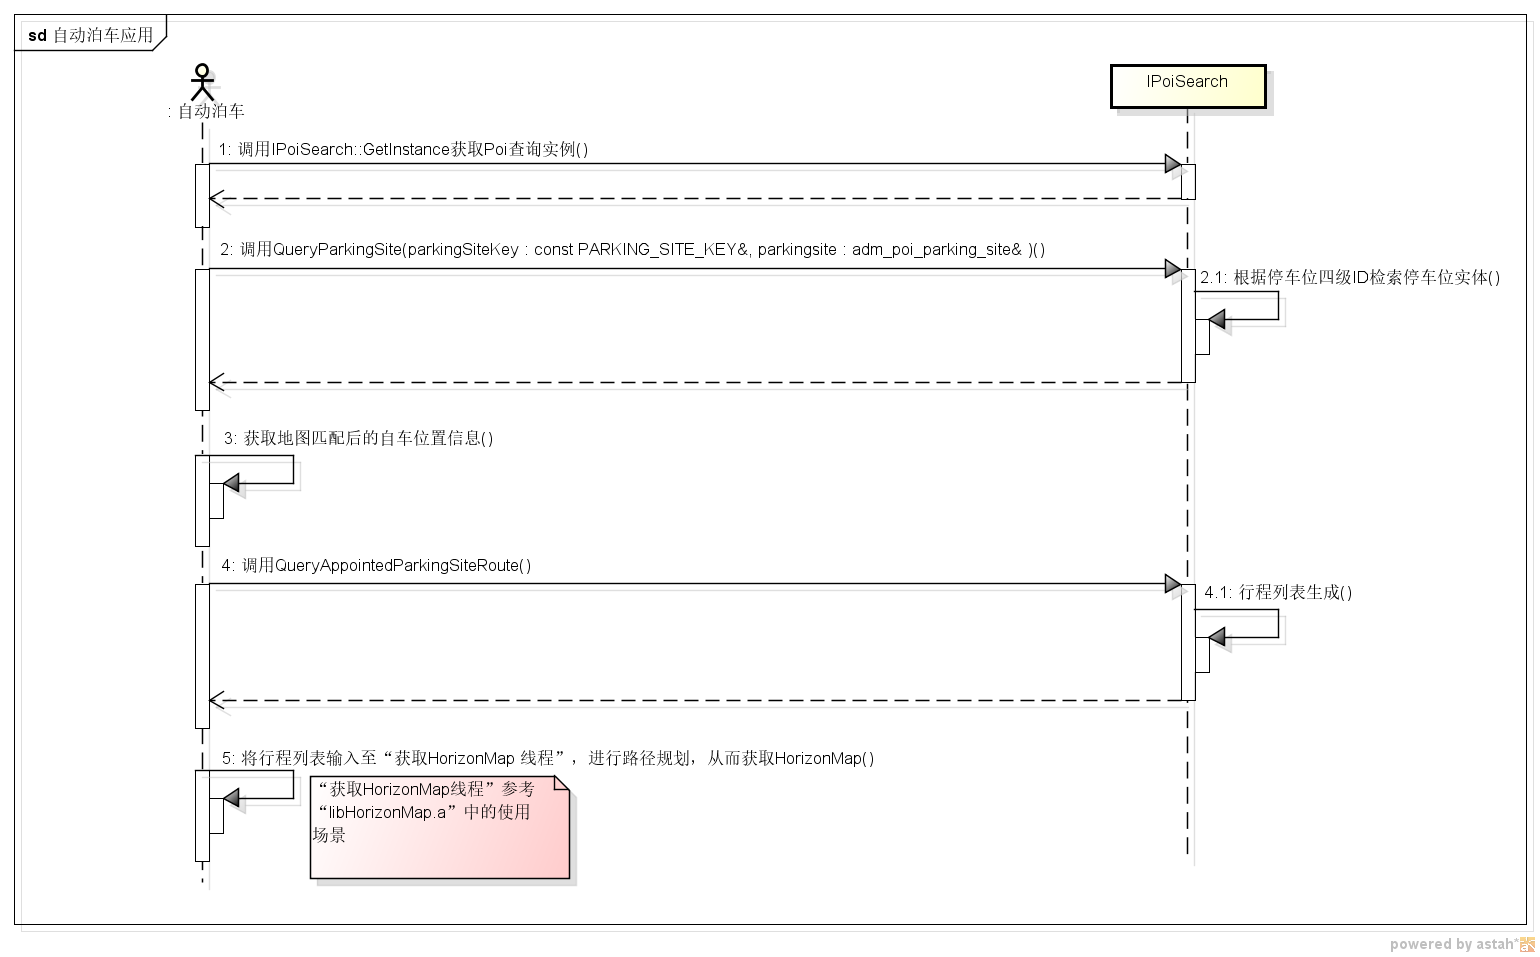 sd 自动泊车应用
: 自动泊车
IPoiSearch
1: 调用IPoiSearch::GetInstance获取Poi查询实例()
2: 调用QueryParkingSite(parkingSiteKey : const PARKING_SITE_KEY&, parkingsite : adm_poi_parking_site& )()
2.1: 根据停车位四级ID检索停车位实体()
3: 获取地图匹配后的自车位置信息()
4: 调用QueryAppointedParkingSiteRoute()
4.1: 行程列表生成()
5: 将行程列表输入至“获取HorizonMap 线程”，进行路径规划，从而获取HorizonMap()
“获取HorizonMap线程”参考
“libHorizonMap.a”中的使用
场景
powered by astah*